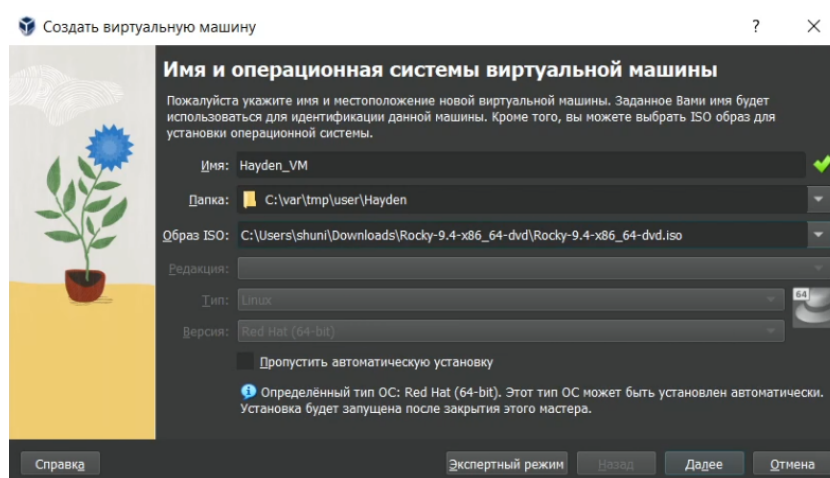 Создать виртуальную машину
?
Имя и операционная системы виртуальной машины
Пожалуйста укажите имя и местоположение новой виртуальной машины. Заданное Вами имя будет
использоваться для идентификации данной машины. Кроме того, вы можете выбрать ISO образ для
установки операционной системы.
Имя: Hayden_VM
Папка: C:\var\tmp\user\Hayden
Образ ISO: C:\Users\shuni\Downloads\Rocky-9.4-x86_64-dvd\Rocky-9.4-x86_64-dvd.iso
Редакция:
Тип: Linux 64
Версия: Red Hat (64-bit)
Пропустить автоматическую установку
Определённый тип ОС: Red Hat (64-bit). Этот тип ОС может быть установлен автоматически.
Установка будет запущена после закрытия этого мастера.
Справка Экспертный режим Назад Далее Отмена